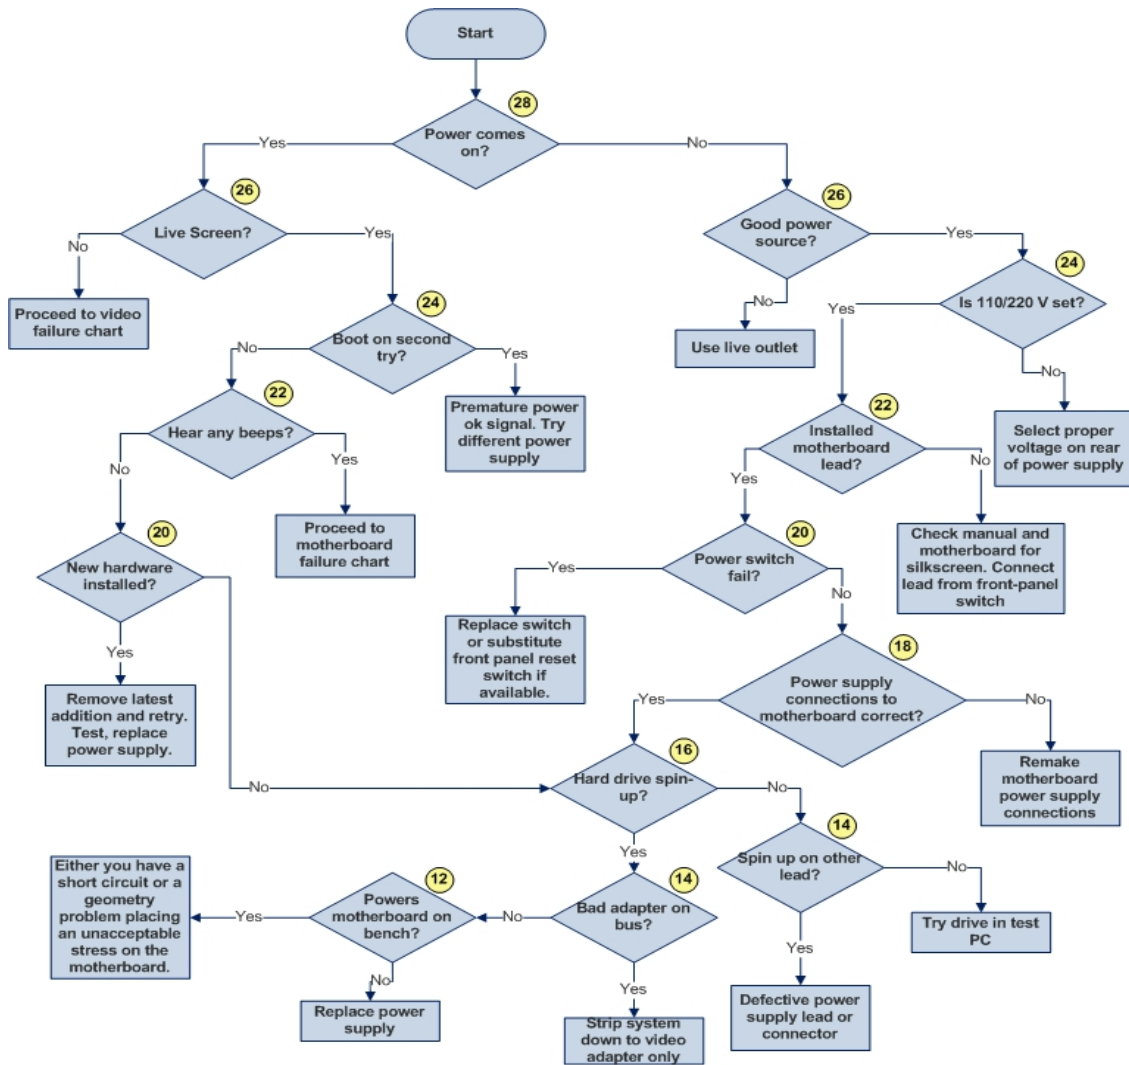 Start
28
Power comes
on?
Yes
No
26
Live Screen?
26
Good power
source?
No
Yes
Yes
24
Is 110/220 V set?
Proceed to video
failure chart
24
Boot on second
try?
No
Yes
No
Use live outlet
Yes
No
22
Hear any beeps?
Premature power
ok signal. Try
different power
supply
22
Installed
motherboard
lead?
Select proper
voltage on rear
of power supply
No
Yes
Yes
No
20
New hardware
installed?
Proceed to
motherboard
failure chart
20
Power switch
fail?
Check manual and
motherboard for
silkscreen. Connect
lead from front-panel
switch
Yes
No
Yes
Replace switch
or substitute
front panel reset
switch if
available.
18
Power supply
connections to
motherboard correct?
Remove latest
addition and retry.
Test, replace
power supply.
Yes
No
16
Hard drive spin-
up?
Remake
motherboard
power supply
connections
No
No
14
Spin up on other
lead?
Yes
No
Either you have a
short circuit or a
geometry
problem placing
an unacceptable
stress on the
motherboard.
12
Powers
motherboard on
bench?
14
Bad adapter on
bus?
Try drive in test
PC
Yes
No
Yes
No
Yes
Replace power
supply
Strip system
down to video
adapter only
Defective power
supply lead or
connector